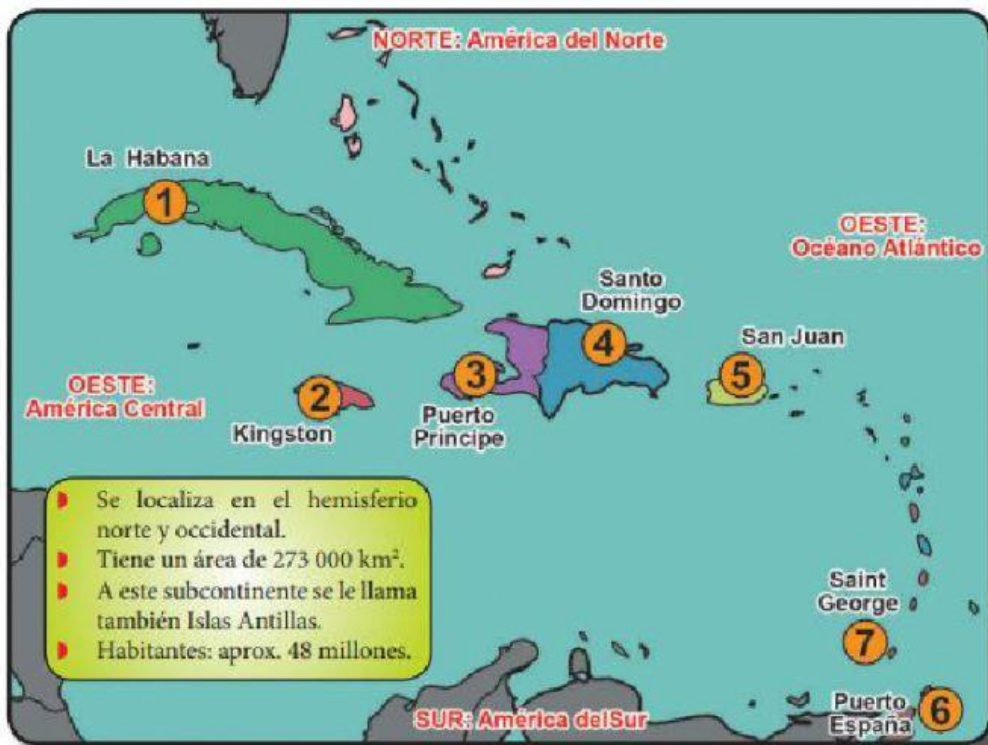 NORTE: América del Norte
La Habana
1
OESTE:
Océano Atlántico
Santo
Domingo
4
San Juan
5
OESTE:
América Central
2
Kingston
3
Puerto
Principe
Se localiza en el hemisferio
norte y occidental.
Tiene un área de 273 000 km².
A este subcontinente se le llama
también Islas Antillas.
Habitantes: aprox. 48 millones.
Saint
George
7
Puerto
España
6
SUR: América delSur